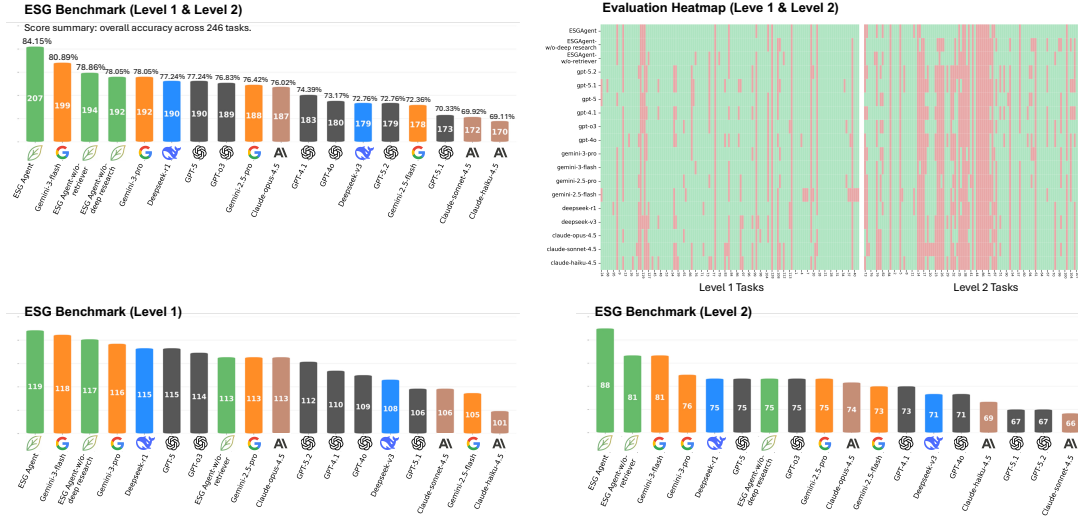 ESG Benchmark (Level 1 & Level 2)
Score summary: overall accuracy across 246 tasks.
84.15%
80.89%
78.86%
78.05%
78.05%
77.24%
77.24%
76.83%
76.42%
76.02%
74.39%
73.17%
72.76%
72.76%
72.36%
70.33%
69.92%
69.11%
207
199
194
192
192
190
190
189
188
187
183
180
179
179
178
173
172
170
ESG Agent
Gemini-3-flash
ESG Agent-w/o-
retriever
ESG Agent-w/o-
deep research
Gemini-3-pro
Deepseek-r1
GPT-5
GPT-o3
Gemini-2.5-pro
Claude-opus-4.5
GPT-4.1
GPT-4o
Deepseek-v3
GPT-5.2
Gemini-2.5-flash
GPT-5.1
Claude-sonnet-4.5
Claude-haiku-4.5
Evaluation Heatmap (Leve 1 & Level 2)
ESGAgent
ESGAgent-
w/o-deep research
ESGAgent-
w/o-retriever
gpt-5.2
gpt-5.1
gpt-5
gpt-4.1
gpt-o3
gpt-4o
gemini-3-pro
gemini-3-flash
gemini-2.5-pro
gemini-2.5-flash
deepseek-r1
deepseek-v3
claude-opus-4.5
claude-sonnet-4.5
claude-haiku-4.5
Level 1 Tasks
Level 2 Tasks
ESG Benchmark (Level 1)
119
118
117
116
115
115
114
113
113
113
112
110
109
108
106
106
105
101
ESG Agent
Gemini-3-flash
ESG Agent-w/o-
deep research
Gemini-3-pro
Deepseek-r1
GPT-5
GPT-o3
ESG Agent-w/o-
retriever
Gemini-2.5-pro
Claude-opus-4.5
GPT-5.2
GPT-4.1
GPT-4o
Deepseek-v3
GPT-5.1
Claude-sonnet-4.5
Gemini-2.5-flash
Claude-haiku-4.5
ESG Benchmark (Level 2)
88
81
81
76
75
75
75
75
75
74
73
73
71
71
69
67
67
66
ESG Agent
ESG Agent-w/o-
retriever
Gemini-3-flash
Gemini-3-pro
Deepseek-r1
GPT-5
ESG Agent-w/o-
deep research
GPT-o3
Gemini-2.5-pro
Claude-opus-4.5
Gemini-2.5-flash
GPT-4.1
Deepseek-v3
GPT-4o
Claude-haiku-4.5
GPT-5.1
GPT-5.2
Claude-sonnet-4.5